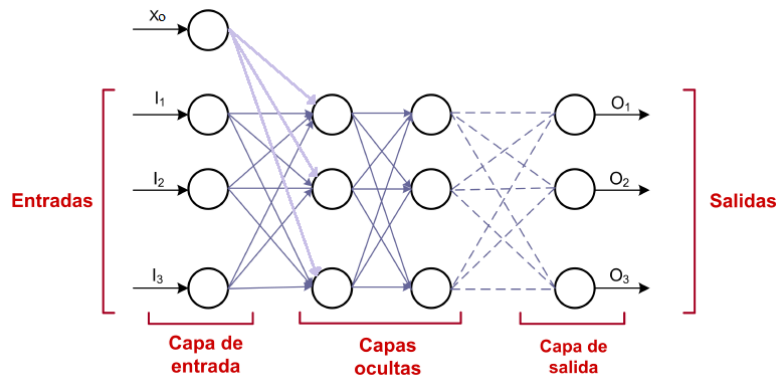 X₀
I₁
I₂
I₃
Entradas
O₁
O₂
O₃
Salidas
Capa de
entrada
Capas
ocultas
Capa de
salida